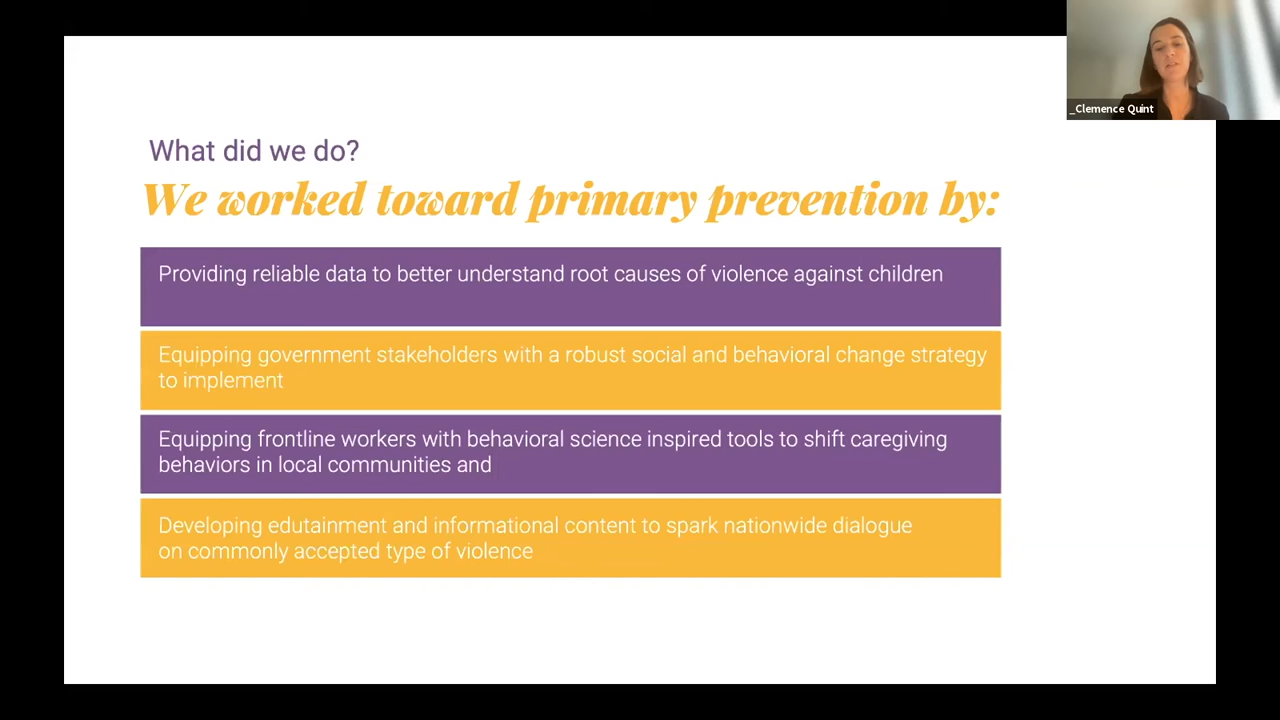 _Clemence Quint
What did we do?
We worked toward primary prevention by:
Providing reliable data to better understand root causes of violence against children
Equipping government stakeholders with a robust social and behavioral change strategy
to implement
Equipping frontline workers with behavioral science inspired tools to shift caregiving
behaviors in local communities and
Developing edutainment and informational content to spark nationwide dialogue
on commonly accepted type of violence